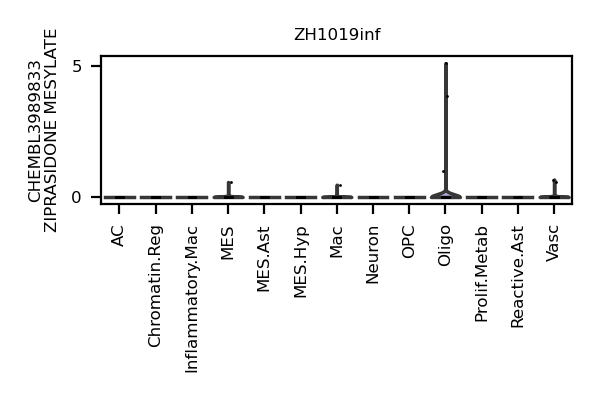 ZH1019inf
CHEMBL3989833
ZIPRASIDONE MESYLATE
5
0
AC
Chromatin.Reg
Inflammatory.Mac
MES
MES.Ast
MES.Hyp
Mac
Neuron
OPC
Oligo
Prolif.Metab
Reactive.Ast
Vasc